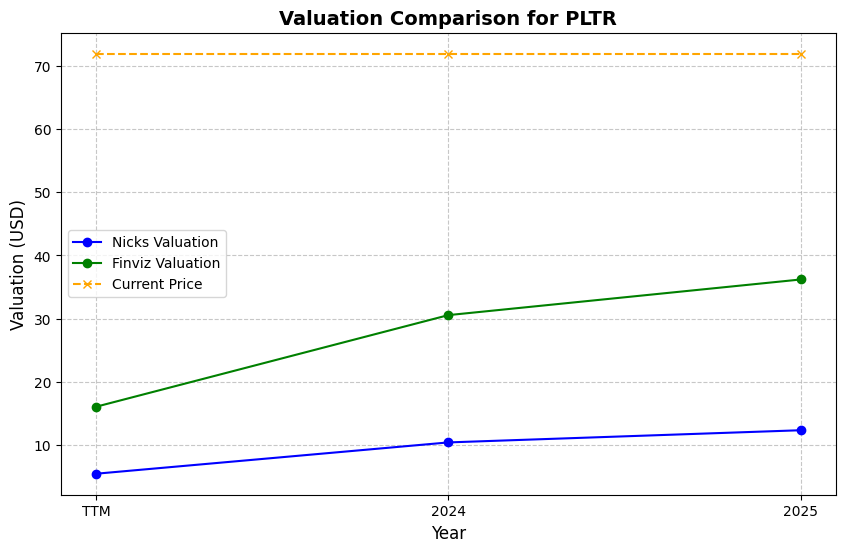 Valuation Comparison for PLTR
Valuation (USD)
70
60
50
40
30
20
10
Nicks Valuation
Finviz Valuation
Current Price
TTM
2024
2025
Year